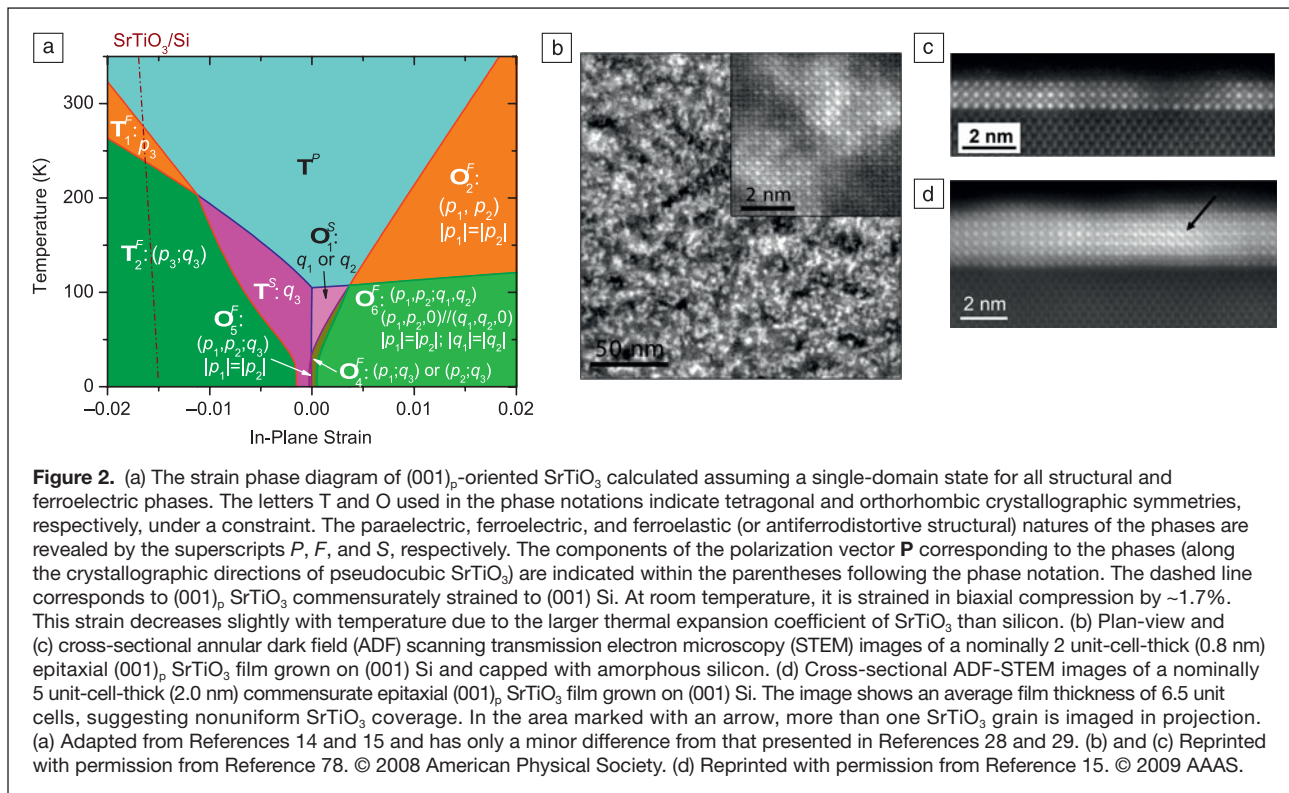 a
SrTiO₃/Si
Temperature (K)
300
200
100
0
−0.02
−0.01
0.00
0.01
0.02
In-Plane Strain
T₁ᶠ: p₃
Tᴾ
O₂ᶠ:
(p₁, p₂)
|p₁|=|p₂|
O₁ˢ:
q₁ or q₂
T₂ᶠ: (p₃;q₃)
Tˢ: q₃
O₅ᶠ:
(p₁,p₂;q₃)
|p₁|=|p₂|
O₆ᶠ: (p₁,p₂;q₁,q₂)
(p₁,p₂,0)//(q₁,q₂,0)
|p₁|=|p₂|; |q₁|=|q₂|
O₄ᶠ: (p₁;q₃) or (p₂;q₃)
b
2 nm
50 nm
c
2 nm
d
2 nm
Figure 2. (a) The strain phase diagram of (001)ₚ-oriented SrTiO₃ calculated assuming a single-domain state for all structural and
ferroelectric phases. The letters T and O used in the phase notations indicate tetragonal and orthorhombic crystallographic symmetries,
respectively, under a constraint. The paraelectric, ferroelectric, and ferroelastic (or antiferrodistortive structural) natures of the phases are
revealed by the superscripts P, F, and S, respectively. The components of the polarization vector P corresponding to the phases (along
the crystallographic directions of pseudocubic SrTiO₃) are indicated within the parentheses following the phase notation. The dashed line
corresponds to (001)ₚ SrTiO₃ commensurately strained to (001) Si. At room temperature, it is strained in biaxial compression by ~1.7%.
This strain decreases slightly with temperature due to the larger thermal expansion coefficient of SrTiO₃ than silicon. (b) Plan-view and
(c) cross-sectional annular dark field (ADF) scanning transmission electron microscopy (STEM) images of a nominally 2 unit-cell-thick (0.8 nm)
epitaxial (001)ₚ SrTiO₃ film grown on (001) Si and capped with amorphous silicon. (d) Cross-sectional ADF-STEM images of a nominally
5 unit-cell-thick (2.0 nm) commensurate epitaxial (001)ₚ SrTiO₃ film grown on (001) Si. The image shows an average film thickness of 6.5 unit
cells, suggesting nonuniform SrTiO₃ coverage. In the area marked with an arrow, more than one SrTiO₃ grain is imaged in projection.
(a) Adapted from References 14 and 15 and has only a minor difference from that presented in References 28 and 29. (b) and (c) Reprinted
with permission from Reference 78. © 2008 American Physical Society. (d) Reprinted with permission from Reference 15. © 2009 AAAS.